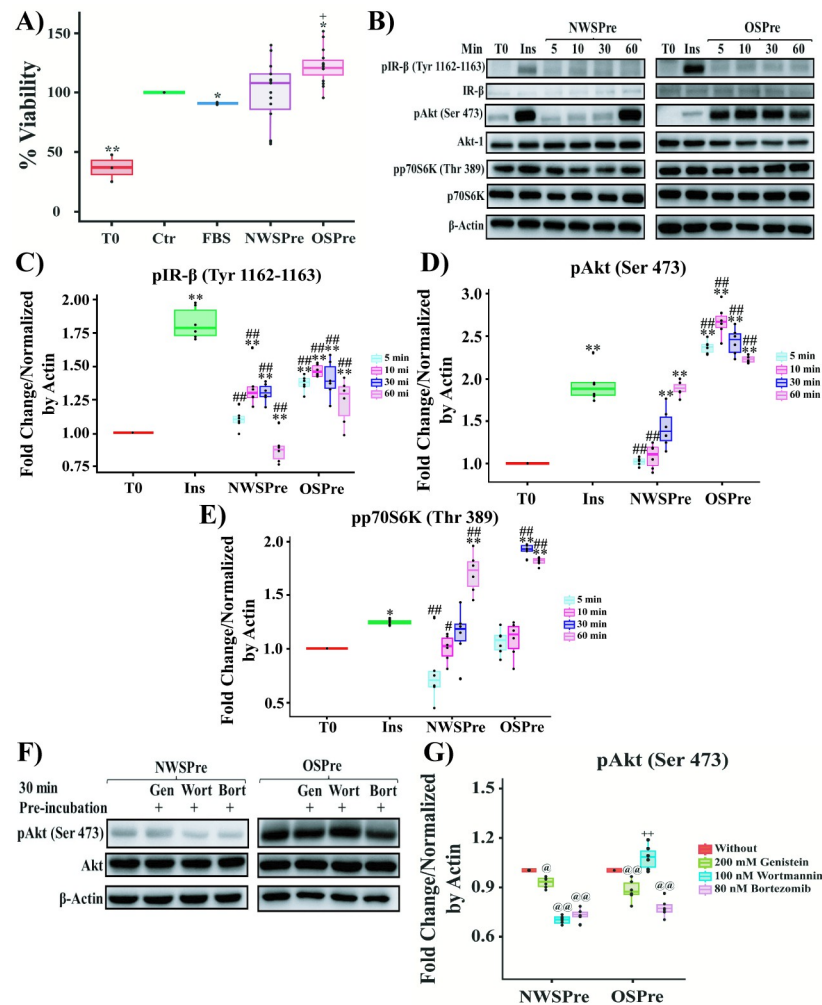 A)
% Viability
150
100
50
0
**
*
+
*
T0 Ctr FBS NWSPre OSPre
B)
NWSPre OSPre
Min T0 Ins 5 10 30 60 T0 Ins 5 10 30 60
pIR-β (Tyr 1162-1163)
IR-β
pAkt (Ser 473)
Akt-1
pp70S6K (Thr 389)
p70S6K
β-Actin
C)
pIR-β (Tyr 1162-1163)
Fold Change/Normalized
by Actin
2.00
1.75
1.50
1.25
1.00
0.75
**
##
##
**
##
**
##
**
##
**
##
**
##
**
##
**
5 min
10 mi
30 mi
60 mi
T0 Ins NWSPre OSPre
D)
pAkt (Ser 473)
Fold Change/Normalized
by Actin
3.0
2.5
2.0
1.5
1.0
**
##
##
**
**
##
**
##
**
##
**
##
**
5 min
10 min
30 min
60 min
T0 Ins NWSPre OSPre
E)
pp70S6K (Thr 389)
Fold Change/Normalized
by Actin
2.0
1.5
1.0
0.5
*
##
#
##
**
##
**
##
**
5 min
10 min
30 min
60 min
T0 Ins NWSPre OSPre
F)
NWSPre OSPre
30 min Gen Wort Bort Gen Wort Bort
Pre-incubation + + + + + +
pAkt (Ser 473)
Akt
β-Actin
G)
pAkt (Ser 473)
Fold Change/Normalized
by Actin
1.5
1.2
0.9
0.6
@
@@
@@
@@
++
@@
Without
200 mM Genistein
100 nM Wortmannin
80 nM Bortezomib
NWSPre OSPre